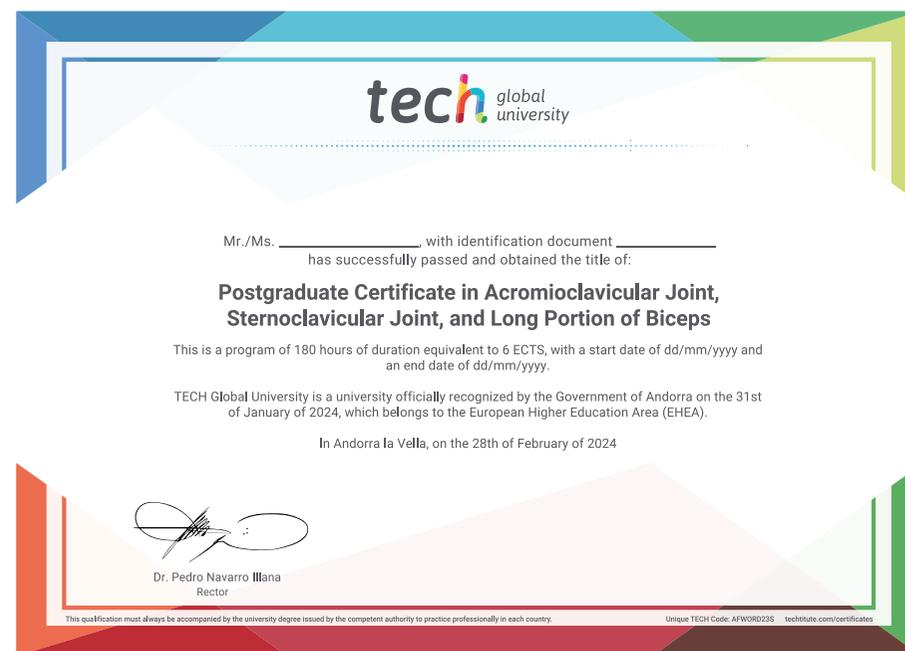 tech global
university
Mr./Ms. ____________, with identification document ____________
has successfully passed and obtained the title of:
Postgraduate Certificate in Acromioclavicular Joint,
Sternoclavicular Joint, and Long Portion of Biceps
This is a program of 180 hours of duration equivalent to 6 ECTS, with a start date of dd/mm/yyyy and
an end date of dd/mm/yyyy.
TECH Global University is a university officially recognized by the Government of Andorra on the 31st
of January of 2024, which belongs to the European Higher Education Area (EHEA).
In Andorra la Vella, on the 28th of February of 2024
Dr. Pedro Navarro Illana
Rector
This qualification must always be accompanied by the university degree issued by the competent authority to practice professionally in each country.
Unique TECH Code: AFWORD23S techtitute.com/certificates